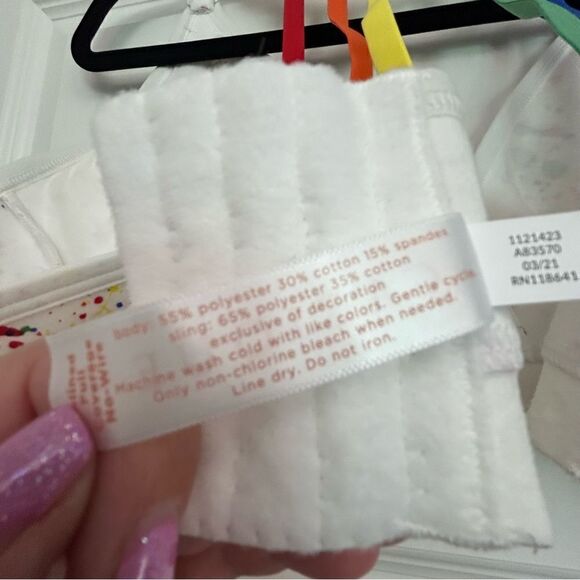 Body: 55% polyester 30% cotton 15% spandex
sling: 65% polyester 35% cotton
exclusive of decoration
Machine wash cold with like colors. Gentle cycle.
Only non-chlorine bleach when needed.
Line dry. Do not iron.
Full
Coverage
No-Wire
1121423
A83570
03/21
RN118641